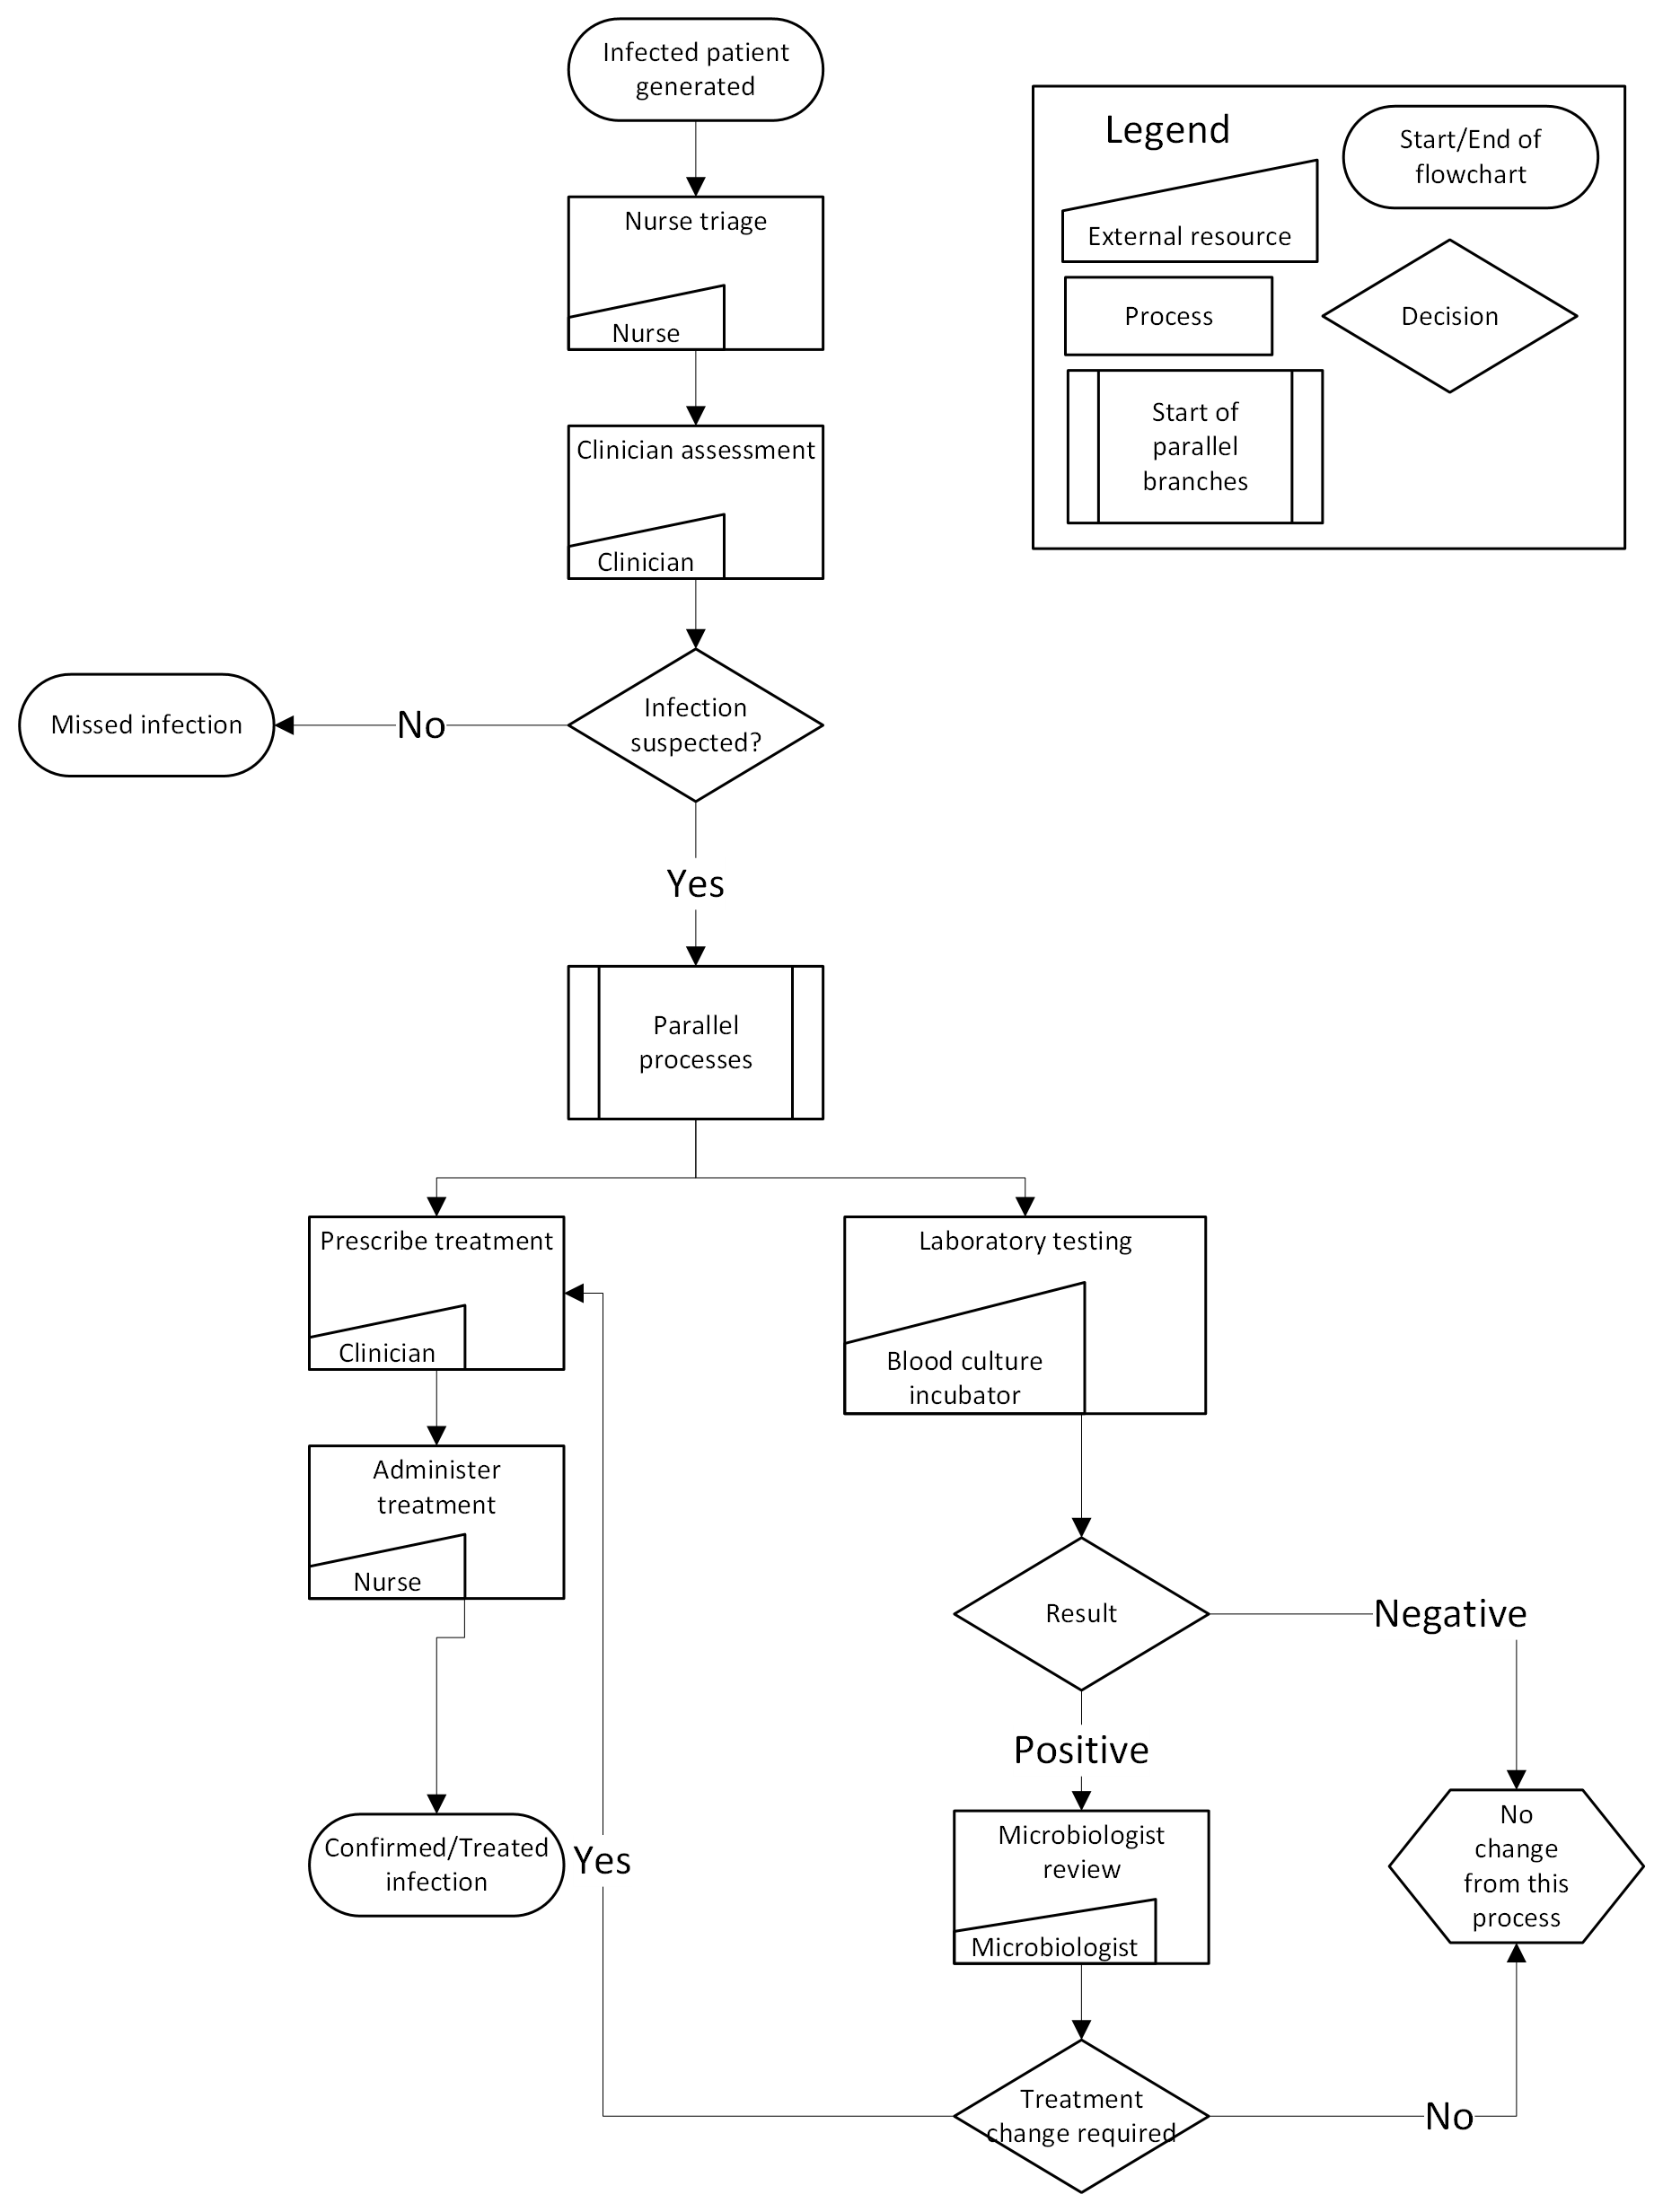 Infected patient
generated
Legend
Start/End of
flowchart
External resource
Process
Decision
Start of
parallel
branches
Nurse triage
Nurse
Clinician assessment
Clinician
Infection
suspected?
No
Missed infection
Yes
Parallel
processes
Prescribe treatment
Clinician
Laboratory testing
Blood culture
incubator
Administer
treatment
Nurse
Result
Negative
Positive
Confirmed/Treated
infection
Yes
Microbiologist
review
Microbiologist
No
change
from this
process
Treatment
change required
No